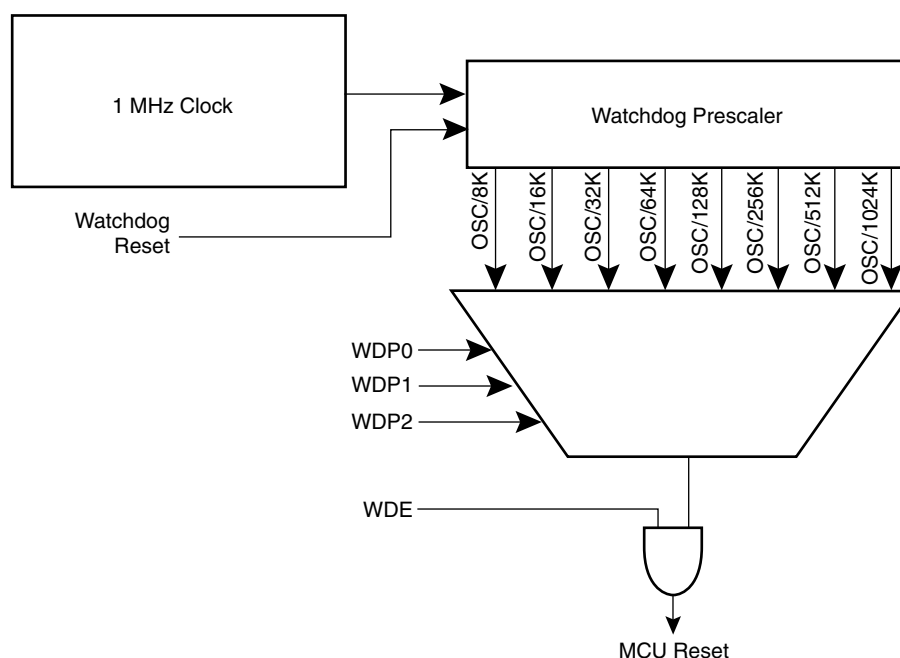 1 MHz Clock
Watchdog Prescaler
Watchdog
Reset
OSC/8K
OSC/16K
OSC/32K
OSC/64K
OSC/128K
OSC/256K
OSC/512K
OSC/1024K
WDP0
WDP1
WDP2
WDE
MCU Reset